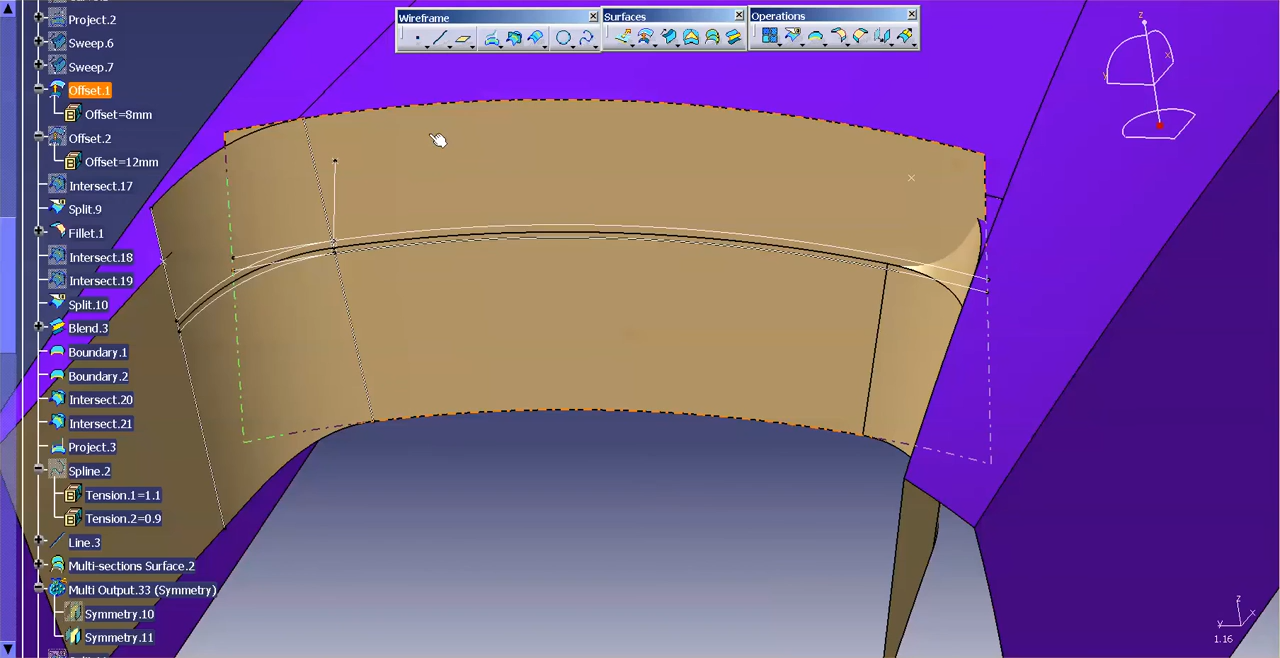 Wireframe
Surfaces
Operations
Project.2
Sweep.6
Sweep.7
Offset.1
Offset=8mm
Offset.2
Offset=12mm
Intersect.17
Split.9
Fillet.1
Intersect.18
Intersect.19
Split.10
Blend.3
Boundary.1
Boundary.2
Intersect.20
Intersect.21
Project.3
Spline.2
Tension.1=1.1
Tension.2=0.9
Line.3
Multi-sections Surface.2
Multi Output.33 (Symmetry)
Symmetry.10
Symmetry.11
z
x
y
z
x
y
1.16